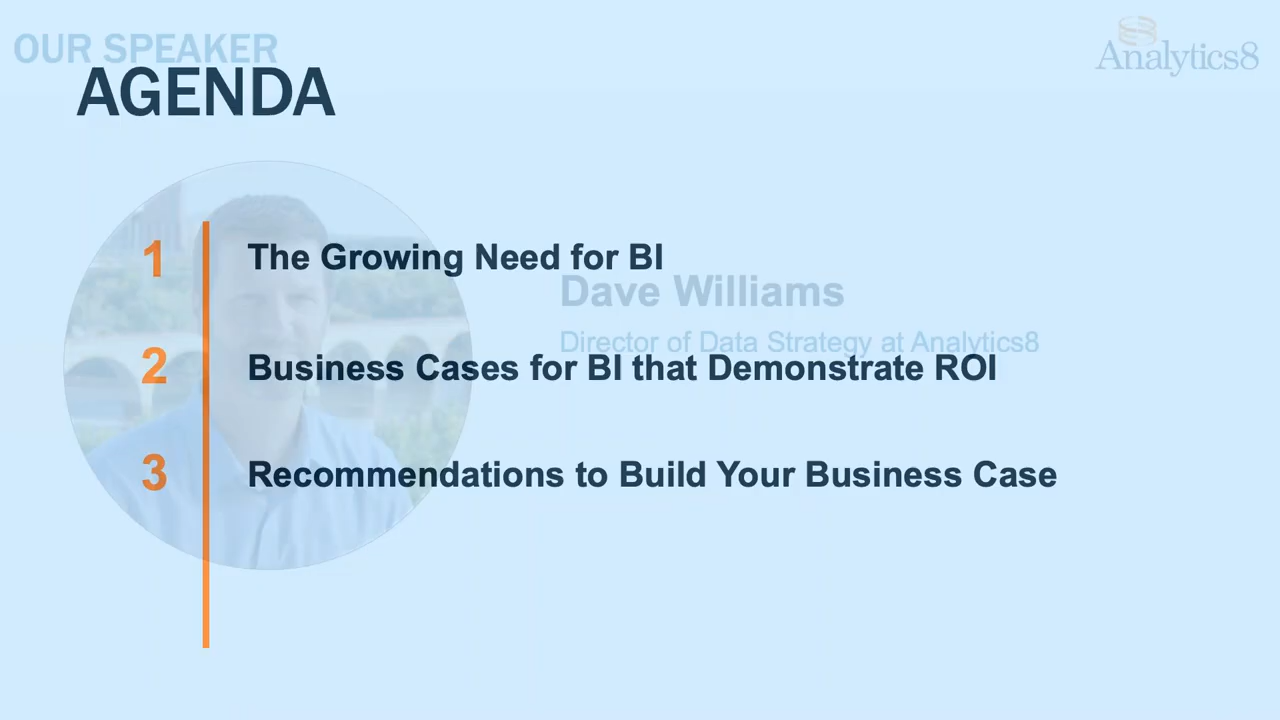 OUR SPEAKER
Analytics8
AGENDA
1 The Growing Need for BI
Dave Williams
Director of Data Strategy at Analytics8
2 Business Cases for BI that Demonstrate ROI
3 Recommendations to Build Your Business Case